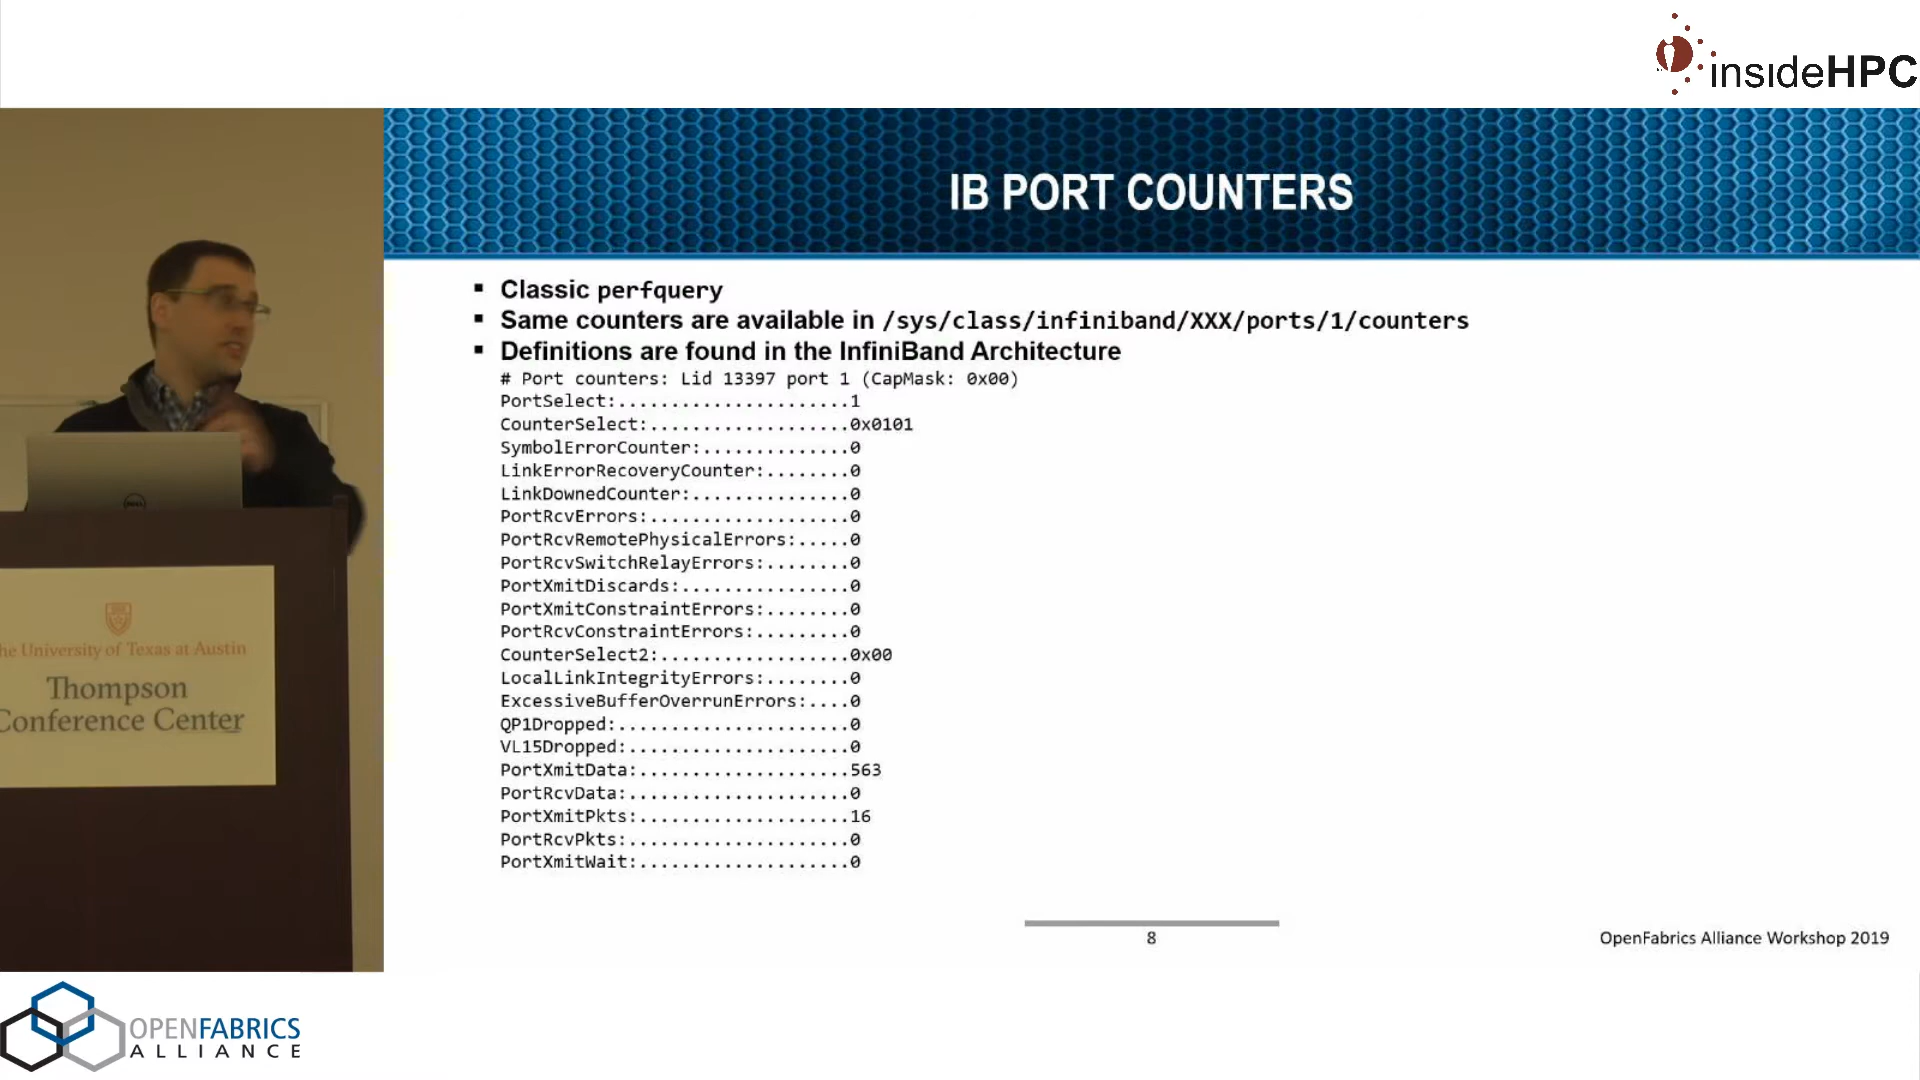 insideHPC
IB PORT COUNTERS
▪ Classic perfquery
▪ Same counters are available in /sys/class/infiniband/XXX/ports/1/counters
▪ Definitions are found in the InfiniBand Architecture
# Port counters: Lid 13397 port 1 (CapMask: 0x00)
PortSelect:......................1
CounterSelect:...................0x0101
SymbolErrorCounter:..............0
LinkErrorRecoveryCounter:........0
LinkDownedCounter:...............0
PortRcvErrors:...................0
PortRcvRemotePhysicalErrors:.....0
PortRcvSwitchRelayErrors:........0
PortXmitDiscards:................0
PortXmitConstraintErrors:........0
PortRcvConstraintErrors:.........0
CounterSelect2:..................0x00
LocalLinkIntegrityErrors:........0
ExcessiveBufferOverrunErrors:....0
QP1Dropped:......................0
VL15Dropped:.....................0
PortXmitData:....................563
PortRcvData:.....................0
PortXmitPkts:....................16
PortRcvPkts:.....................0
PortXmitWait:....................0
8
OpenFabrics Alliance Workshop 2019
he University of Texas at Austin
Thompson
Conference Center
DELL
OPENFABRICS
ALLIANCE